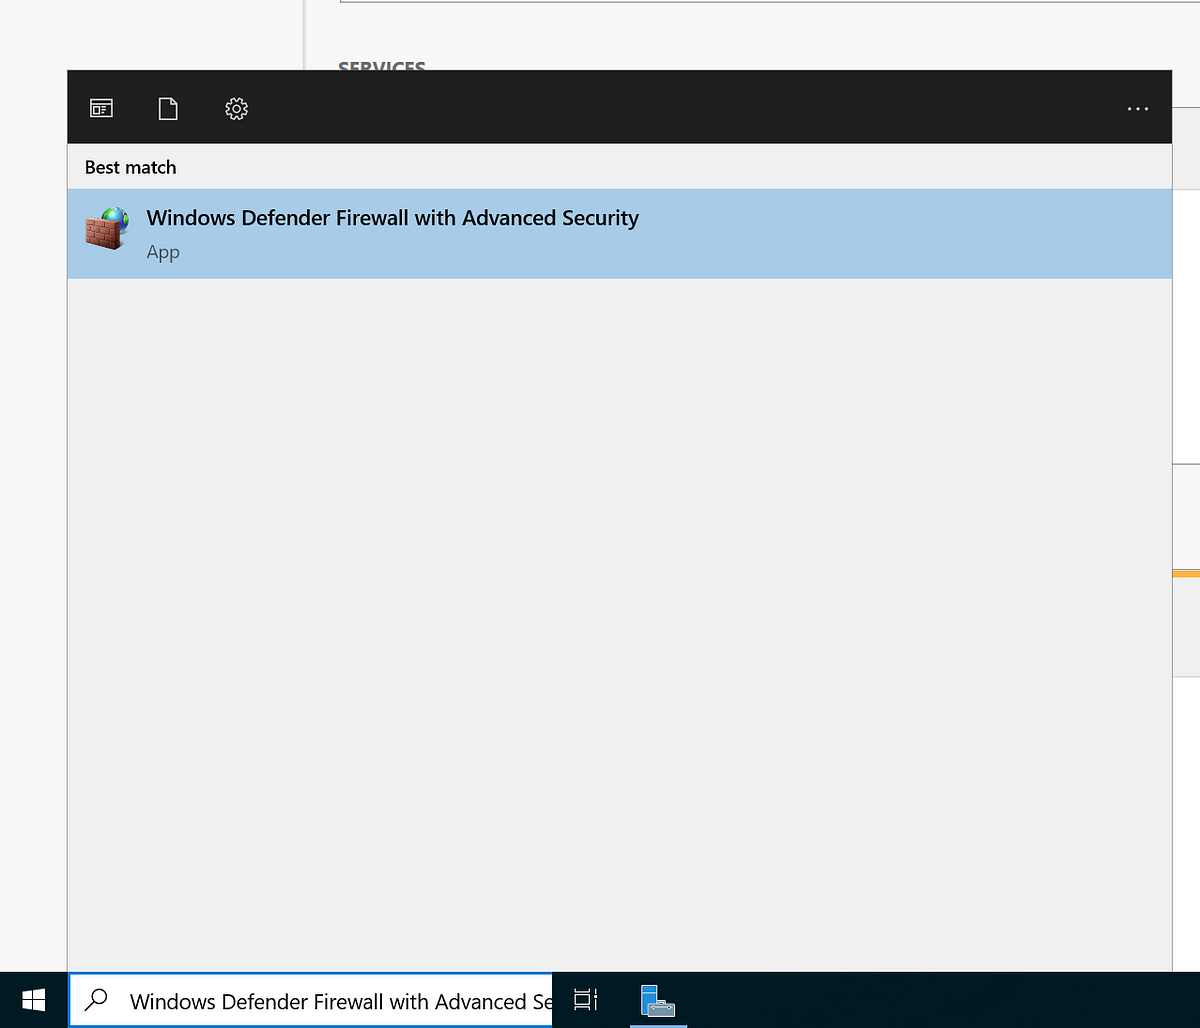 SERVICES
Best match
Windows Defender Firewall with Advanced Security
App
Windows Defender Firewall with Advanced Se